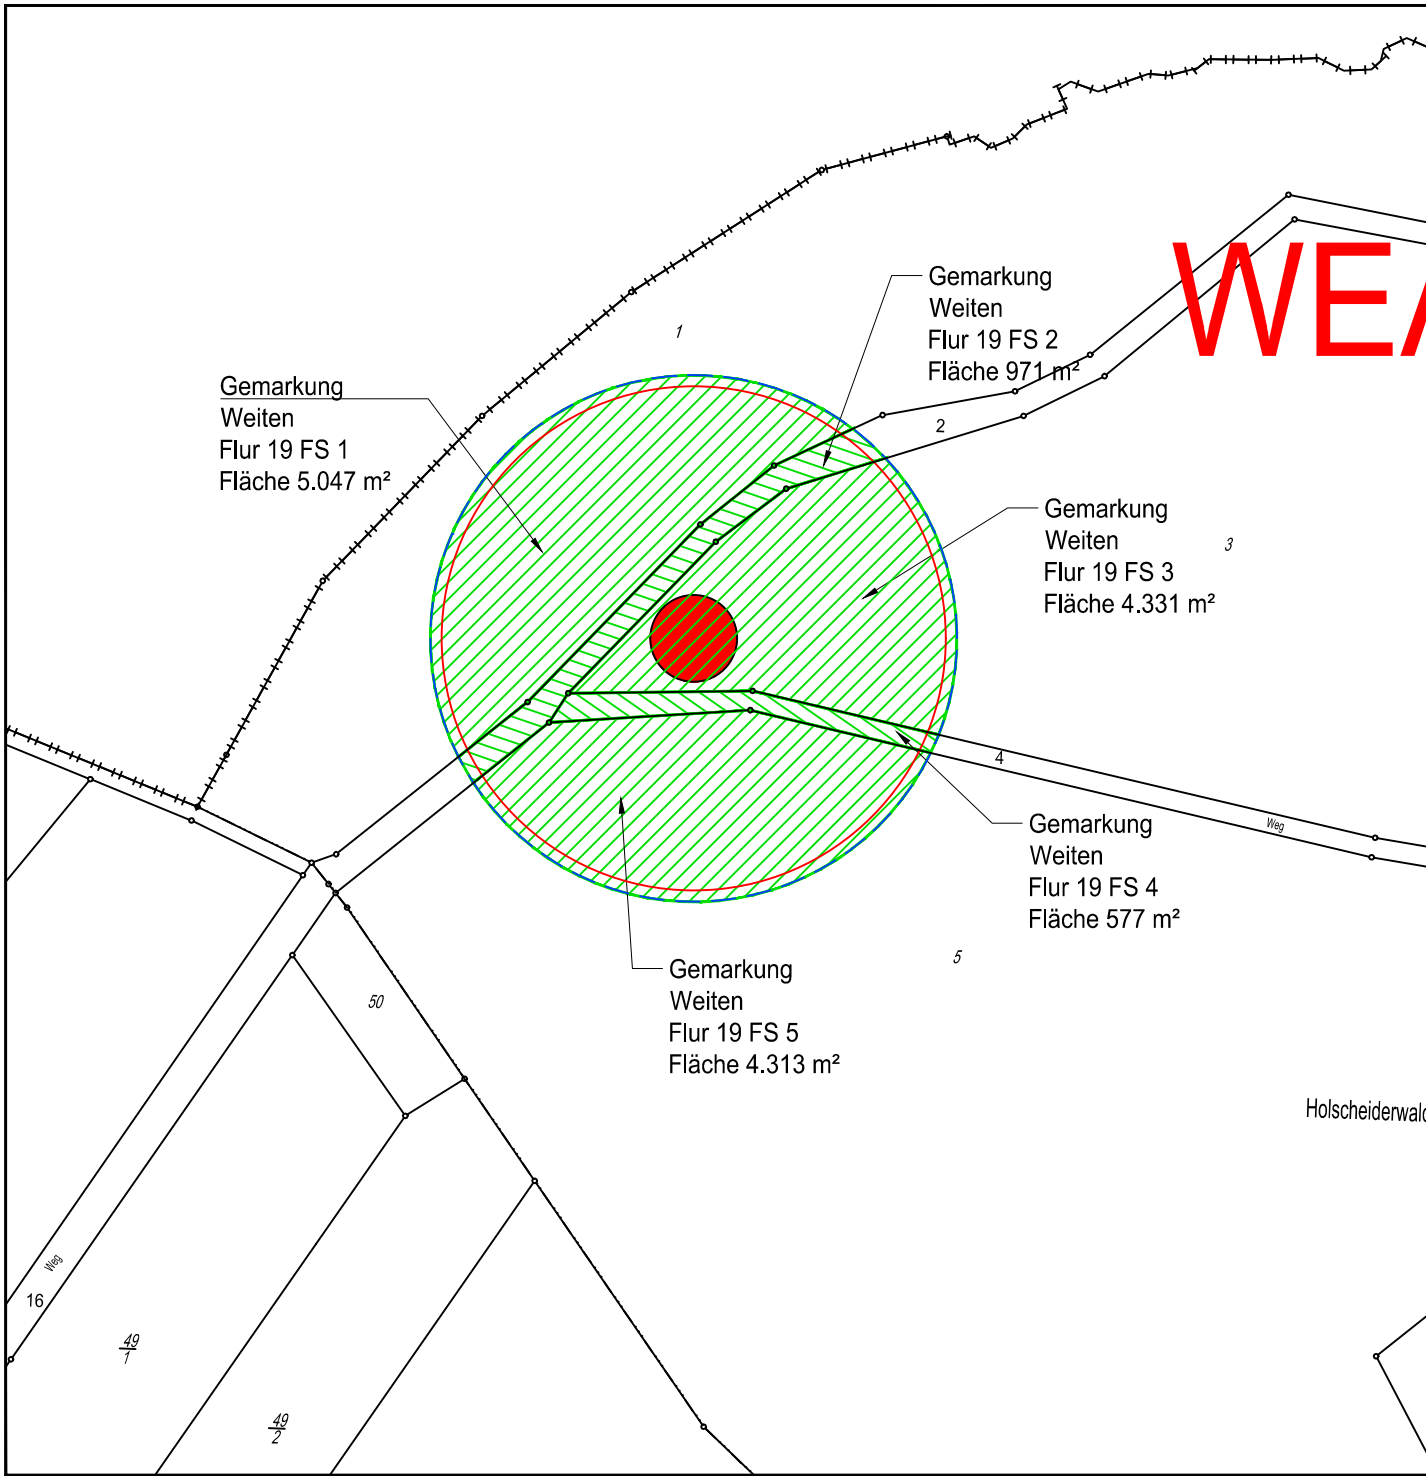 WEA
1
Gemarkung
Weiten
Flur 19 FS 2
Fläche 971 m²
Gemarkung
Weiten
Flur 19 FS 1
Fläche 5.047 m²
2
Gemarkung
Weiten
Flur 19 FS 3
Fläche 4.331 m²
3
4
Weg
Gemarkung
Weiten
Flur 19 FS 4
Fläche 577 m²
5
Gemarkung
Weiten
Flur 19 FS 5
Fläche 4.313 m²
50
Holscheiderwald
Weg
16
49
1
49
2